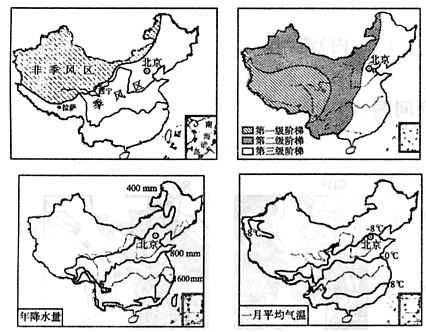 非季风区
季风区
北京
西宁
拉萨
南海诸岛
北京
第一级阶梯
第二级阶梯
第三级阶梯
400 mm
北京
800 mm
1600mm
年降水量
-8℃
北京
0℃
8℃
一月平均气温